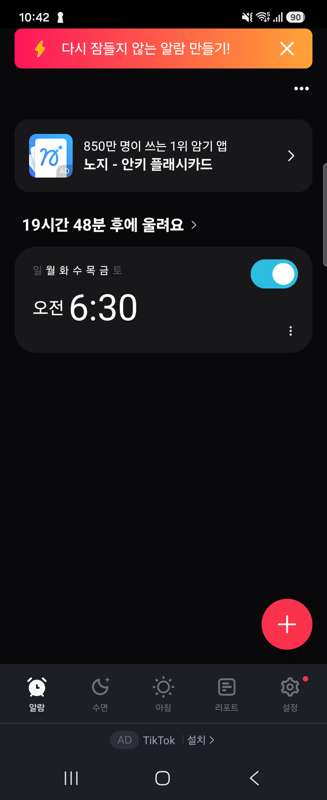 10:42
90
다시 잠들지 않는 알람 만들기!
850만 명이 쓰는 1위 암기 앱
노지 - 안키 플래시카드
AD
19시간 48분 후에 울려요
일 월 화 수 목 금 토
오전 6:30
알람
수면
아침
리포트
설정
AD TikTok 설치